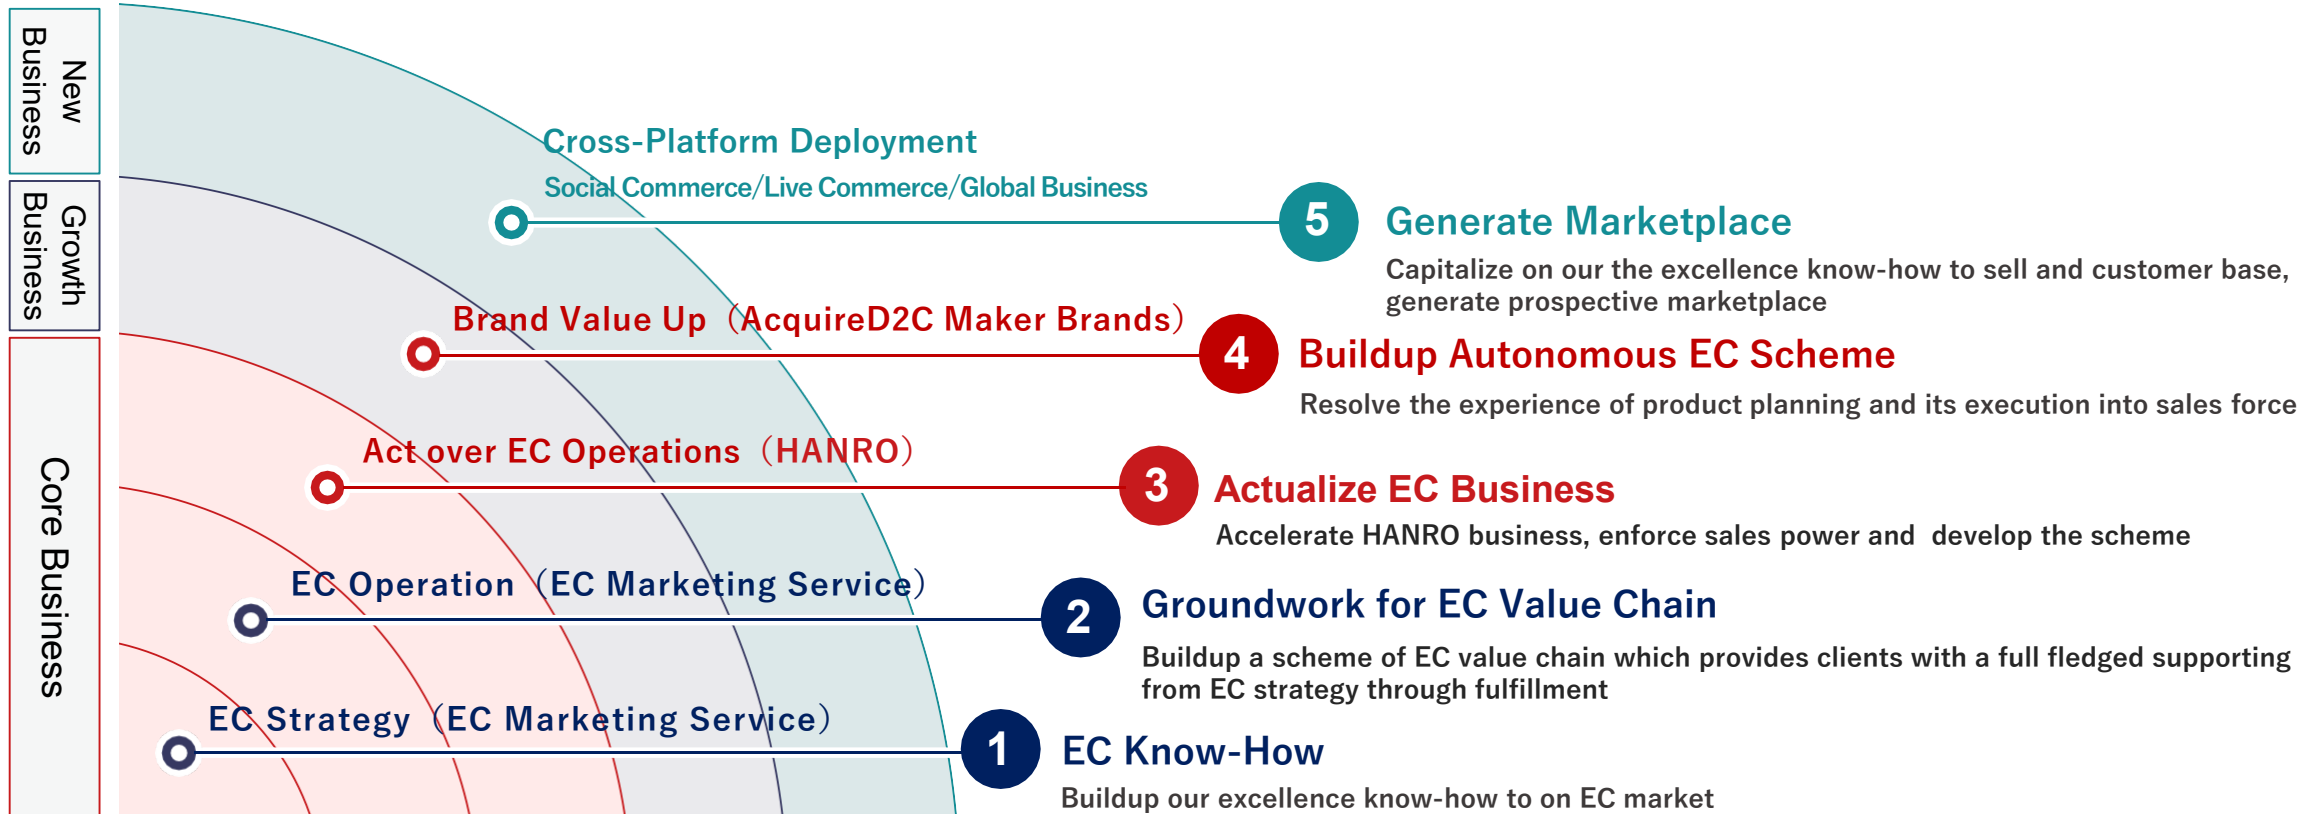 New
Business
Growth
Business
Core Business
Cross-Platform Deployment
Social Commerce/Live Commerce/Global Business
5
Generate Marketplace
Capitalize on our the excellence know-how to sell and customer base,
generate prospective marketplace
Brand Value Up（AcquireD2C Maker Brands）
4
Buildup Autonomous EC Scheme
Resolve the experience of product planning and its execution into sales force
Act over EC Operations（HANRO）
3
Actualize EC Business
Accelerate HANRO business, enforce sales power and  develop the scheme
EC Operation（EC Marketing Service）
2
Groundwork for EC Value Chain
Buildup a scheme of EC value chain which provides clients with a full fledged supporting
from EC strategy through fulfillment
EC Strategy（EC Marketing Service）
1
EC Know-How
Buildup our excellence know-how to on EC market